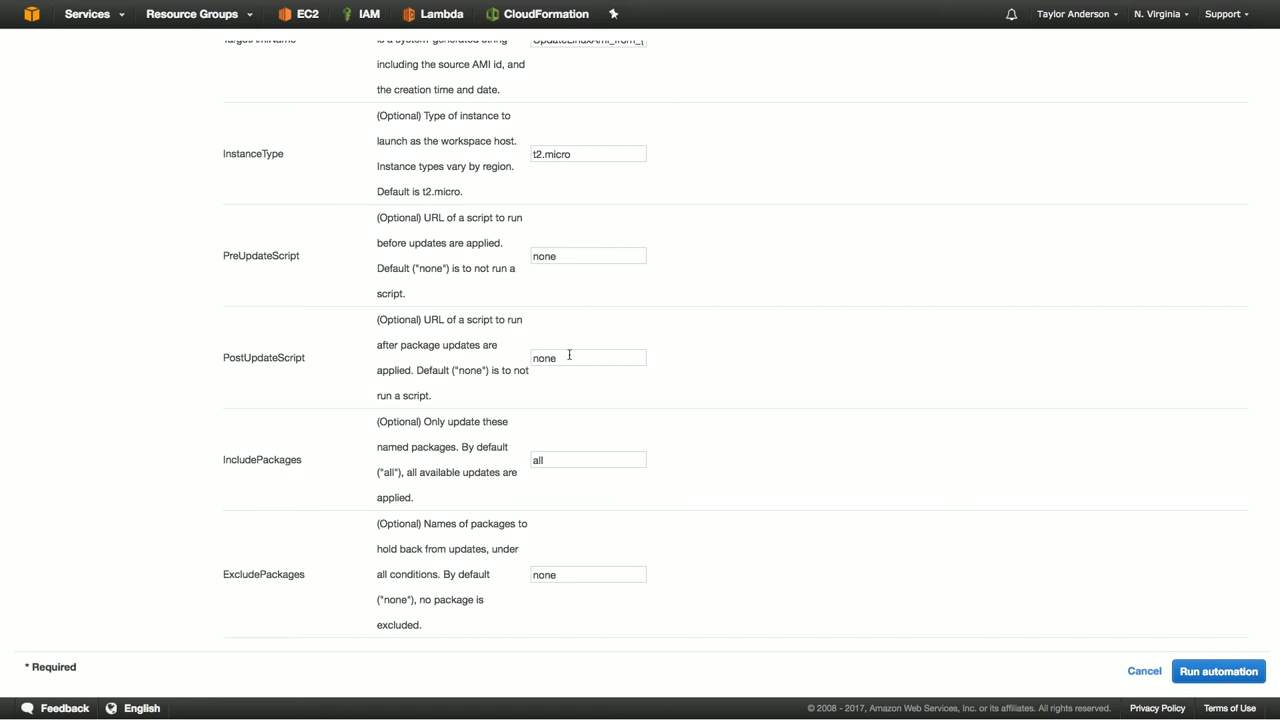 Services Resource Groups EC2 IAM Lambda CloudFormation Taylor Anderson N. Virginia Support
TargetAmiName
is a system-generated string
UpdateLinuxAmi_from_{
including the source AMI id, and
the creation time and date.
(Optional) Type of instance to
launch as the workspace host.
InstanceType
t2.micro
Instance types vary by region.
Default is t2.micro.
(Optional) URL of a script to run
before updates are applied.
PreUpdateScript
none
Default ("none") is to not run a
script.
(Optional) URL of a script to run
after package updates are
PostUpdateScript
none
applied. Default ("none") is to not
run a script.
(Optional) Only update these
named packages. By default
IncludePackages
all
("all"), all available updates are
applied.
(Optional) Names of packages to
hold back from updates, under
ExcludePackages
all conditions. By default
none
("none"), no package is
excluded.
* Required
Cancel Run automation
Feedback English © 2008 - 2017, Amazon Web Services, Inc. or its affiliates. All rights reserved. Privacy Policy Terms of Use